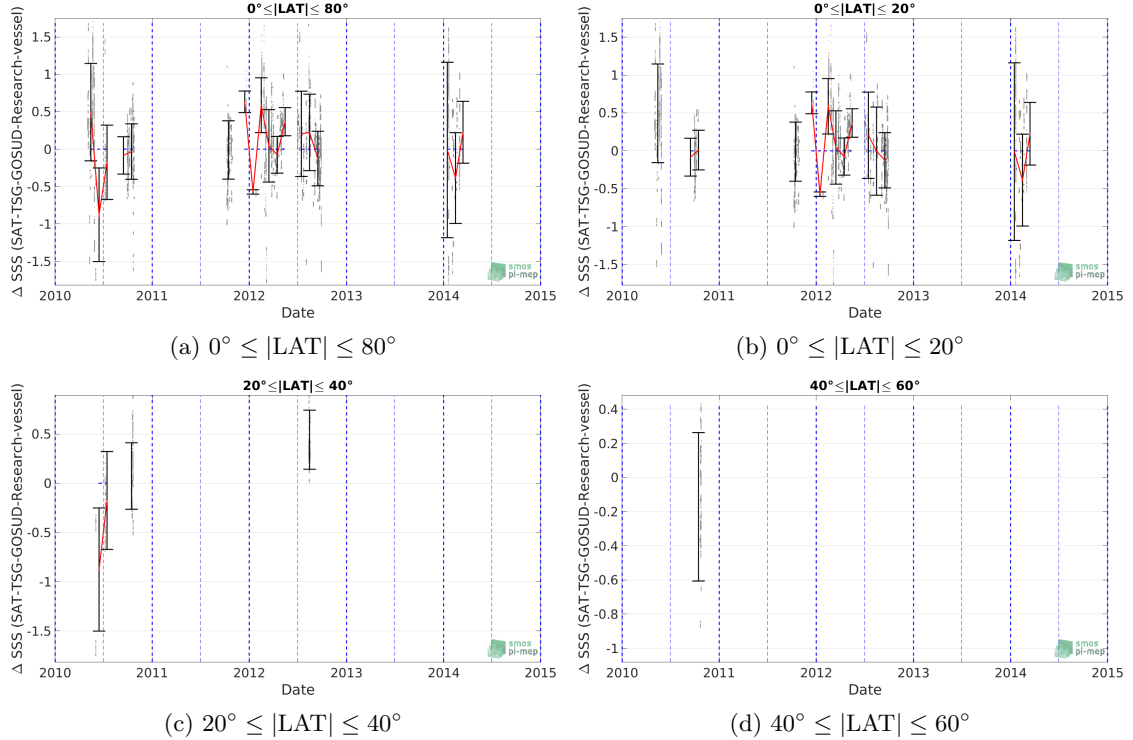 0°≤|LAT|≤ 80°
Δ SSS (SAT-TSG-GOSUD-Research-vessel)
1.5
1
0.5
0
-0.5
-1
-1.5
2010 2011 2012 2013 2014 2015
Date
smos
pi-mep
(a) 0° ≤ |LAT| ≤ 80°
0°≤|LAT|≤ 20°
Δ SSS (SAT-TSG-GOSUD-Research-vessel)
1.5
1
0.5
0
-0.5
-1
-1.5
2010 2011 2012 2013 2014 2015
Date
smos
pi-mep
(b) 0° ≤ |LAT| ≤ 20°
20°≤|LAT|≤ 40°
Δ SSS (SAT-TSG-GOSUD-Research-vessel)
0.5
0
-0.5
-1
-1.5
2010 2011 2012 2013 2014 2015
Date
smos
pi-mep
(c) 20° ≤ |LAT| ≤ 40°
40°≤|LAT|≤ 60°
Δ SSS (SAT-TSG-GOSUD-Research-vessel)
0.4
0.2
0
-0.2
-0.4
-0.6
-0.8
-1
2010 2011 2012 2013 2014 2015
Date
smos
pi-mep
(d) 40° ≤ |LAT| ≤ 60°